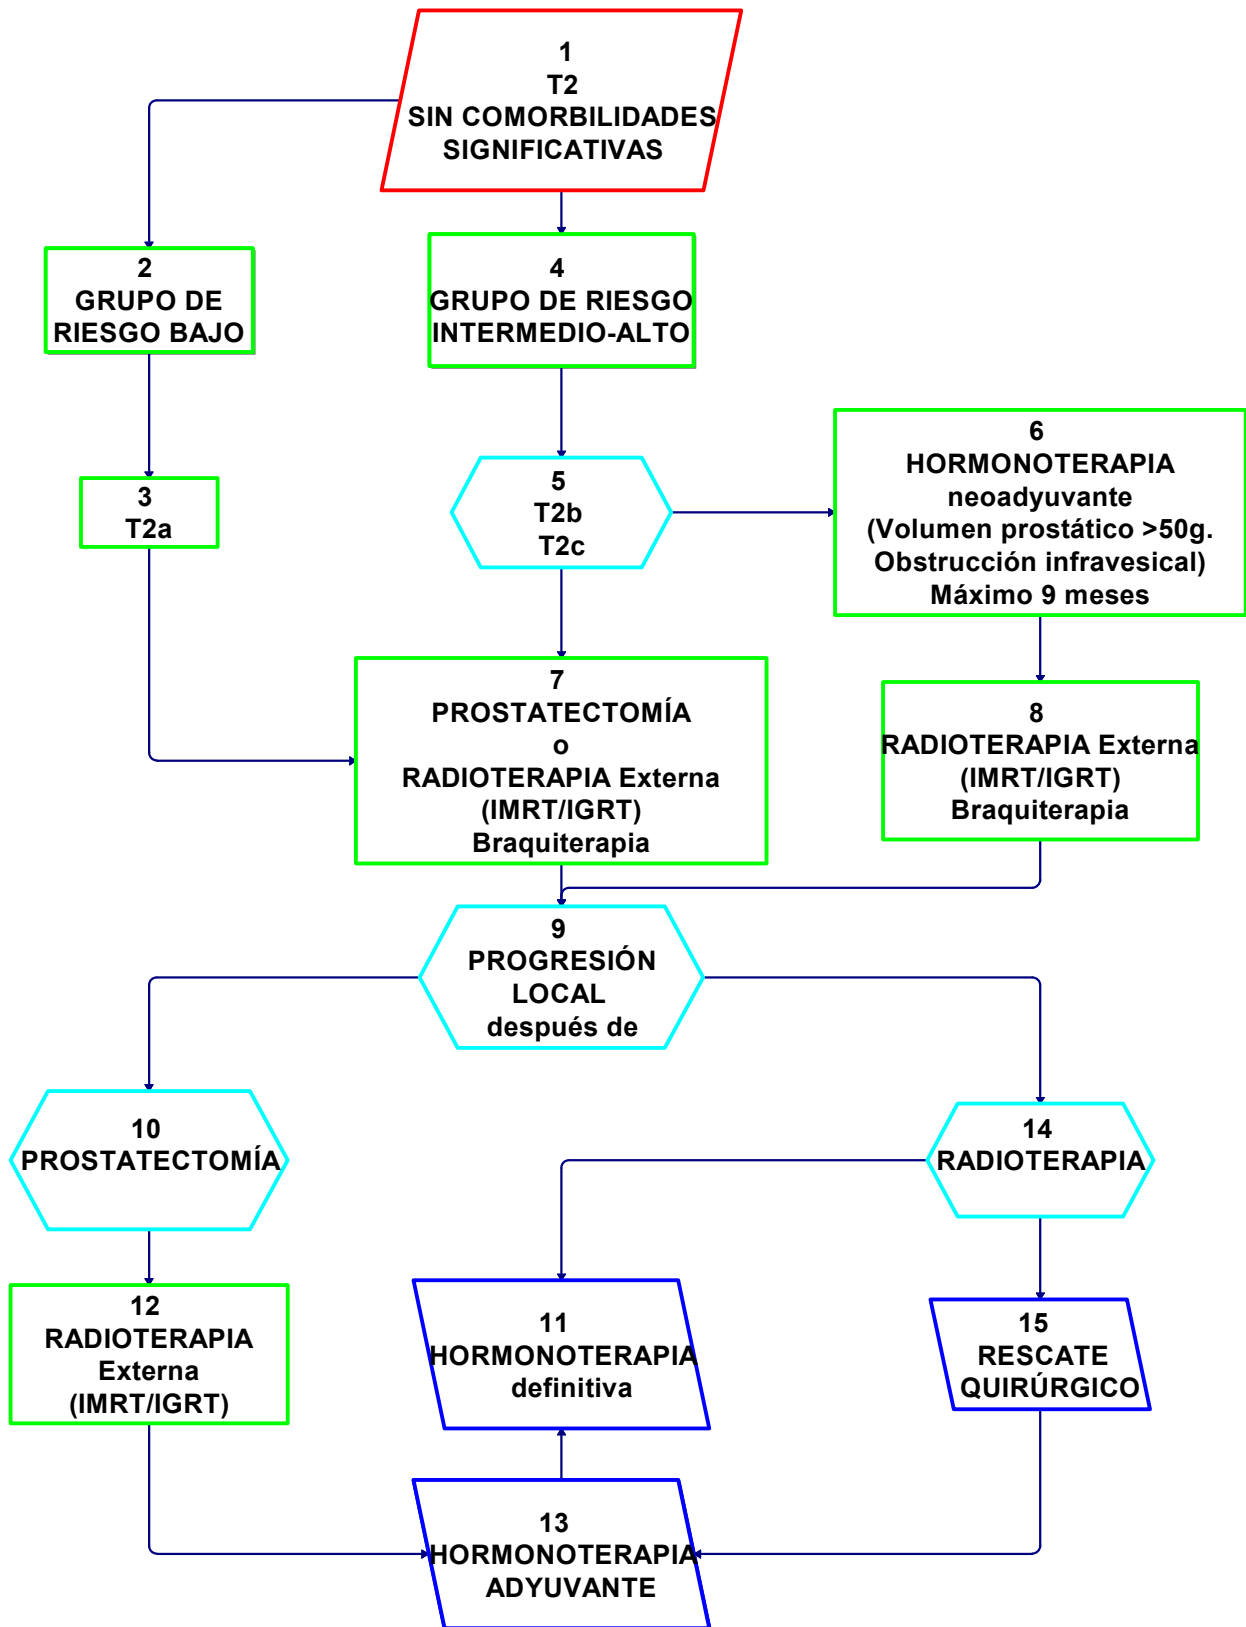 1
T2
SIN COMORBILIDADES
SIGNIFICATIVAS
2
GRUPO DE
RIESGO BAJO
4
GRUPO DE RIESGO
INTERMEDIO-ALTO
3
T2a
5
T2b
T2c
6
HORMONOTERAPIA
neoadyuvante
(Volumen prostático >50g.
Obstrucción infravesical)
Máximo 9 meses
7
PROSTATECTOMÍA
o
RADIOTERAPIA Externa
(IMRT/IGRT)
Braquiterapia
8
RADIOTERAPIA Externa
(IMRT/IGRT)
Braquiterapia
9
PROGRESIÓN
LOCAL
después de
10
PROSTATECTOMÍA
14
RADIOTERAPIA
12
RADIOTERAPIA
Externa
(IMRT/IGRT)
11
HORMONOTERAPIA
definitiva
15
RESCATE
QUIRÚRGICO
13
HORMONOTERAPIA
ADYUVANTE